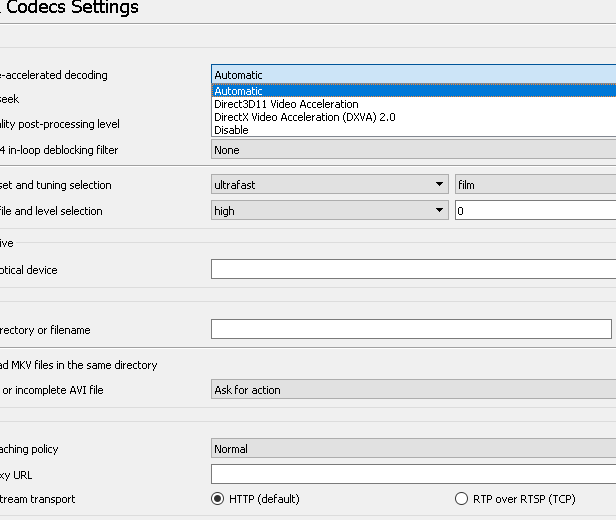 Codecs Settings
e-accelerated decoding Automatic
Automatic
seek
Direct3D11 Video Acceleration
DirectX Video Acceleration (DXVA) 2.0
lity post-processing level
Disable
4 in-loop deblocking filter None
set and tuning selection ultrafast film
file and level selection high 0
ive
otical device
rectory or filename
ad MKV files in the same directory
or incomplete AVI file Ask for action
aching policy Normal
xy URL
tream transport HTTP (default) RTP over RTSP (TCP)